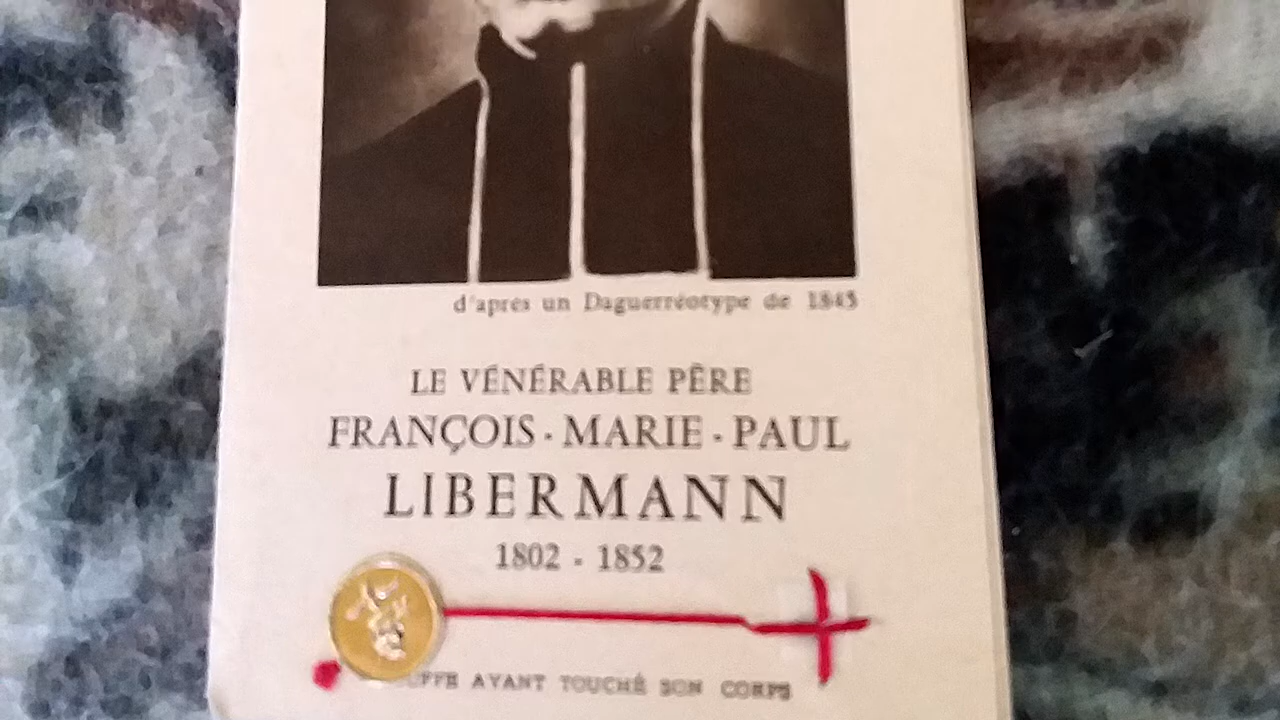 d'après un Daguerréotype de 1845
LE VÉNÉRABLE PÈRE
FRANÇOIS - MARIE - PAUL
LIBERMANN
1802 - 1852
AYANT TOUCHÉ SON CORPS